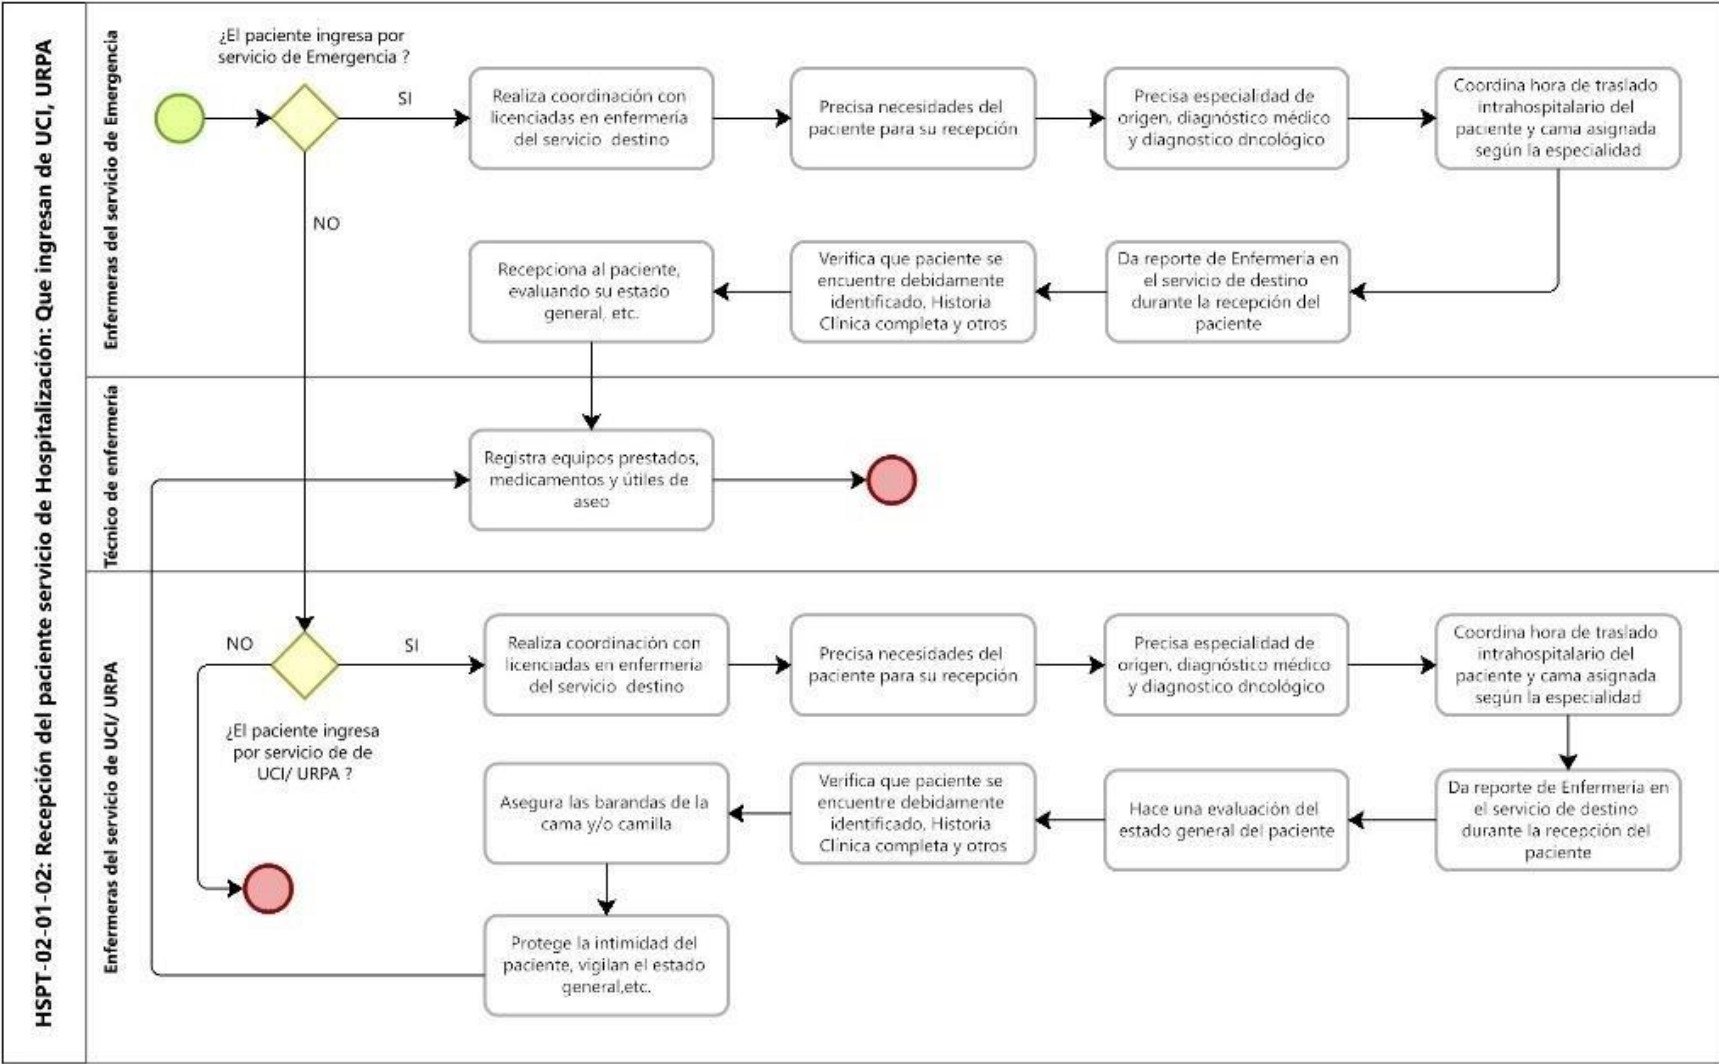 HSPT-02-01-02: Recepción del paciente servicio de Hospitalización: Que ingresan de UCI, URPA
Enfermeras del servicio de Emergencia
¿El paciente ingresa por
servicio de Emergencia ?
SI
NO
Realiza coordinación con
licenciadas en enfermería
del servicio destino
Precisa necesidades del
paciente para su recepción
Precisa especialidad de
origen, diagnóstico médico
y diagnostico dncológico
Coordina hora de traslado
intrahospitalario del
paciente y cama asignada
según la especialidad
Recepciona al paciente,
evaluando su estado
general, etc.
Verifica que paciente se
encuentre debidamente
identificado, Historia
Clínica completa y otros
Da reporte de Enfermería en
el servicio de destino
durante la recepción del
paciente
Técnico de enfermería
Registra equipos prestados,
medicamentos y útiles de
aseo
Enfermeras del servicio de UCI/ URPA
NO
SI
¿El paciente ingresa
por servicio de de
UCI/ URPA ?
Realiza coordinación con
licenciadas en enfermería
del servicio destino
Precisa necesidades del
paciente para su recepción
Precisa especialidad de
origen, diagnóstico médico
y diagnostico dncológico
Coordina hora de traslado
intrahospitalario del
paciente y cama asignada
según la especialidad
Asegura las barandas de la
cama y/o camilla
Verifica que paciente se
encuentre debidamente
identificado, Historia
Clínica completa y otros
Hace una evaluación del
estado general del paciente
Da reporte de Enfermería en
el servicio de destino
durante la recepción del
paciente
Protege la intimidad del
paciente, vigilan el estado
general,etc.